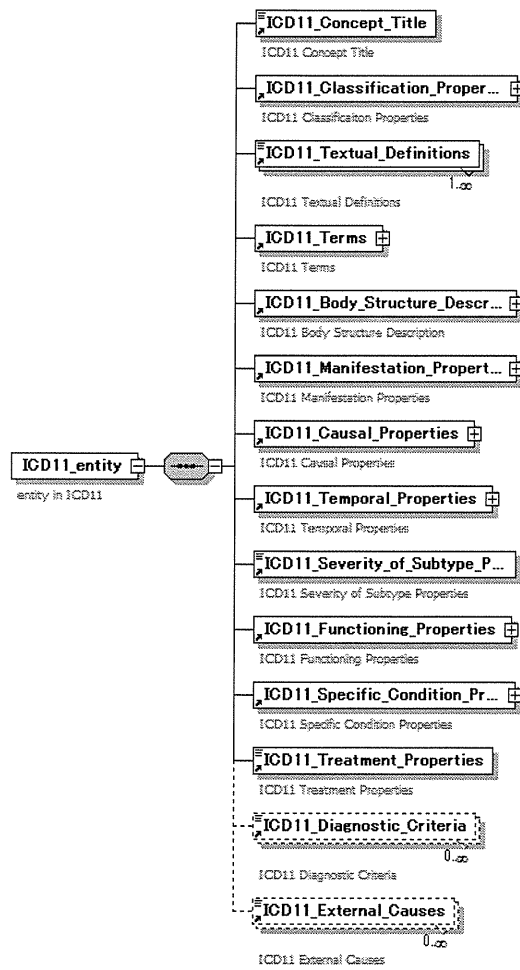 ICD11_Concept_Title
ICD11 Concept Title
ICD11_Classification_Proper...
ICD11 Classificaiton Properties
ICD11_Textual_Definitions
1..∞
ICD11 Textual Definitions
ICD11_Terms
ICD11 Terms
ICD11_Body_Structure_Descr...
ICD11 Body Structure Description
ICD11_Manifestation_Propert...
ICD11 Manifestation Properties
ICD11_Causal_Properties
ICD11 Causal Properties
ICD11_entity
entity in ICD11
ICD11_Temporal_Properties
ICD11 Temporal Properties
ICD11_Severity_of_Subtype_P...
ICD11 Severity of Subtype Properties
ICD11_Functioning_Properties
ICD11 Functioning Properties
ICD11_Specific_Condition_Pr...
ICD11 Specific Condition Properties
ICD11_Treatment_Properties
ICD11 Treatment Properties
ICD11_Diagnostic_Criteria
0..∞
ICD11 Diagnostic Criteria
ICD11_External_Causes
0..∞
ICD11 External Causes